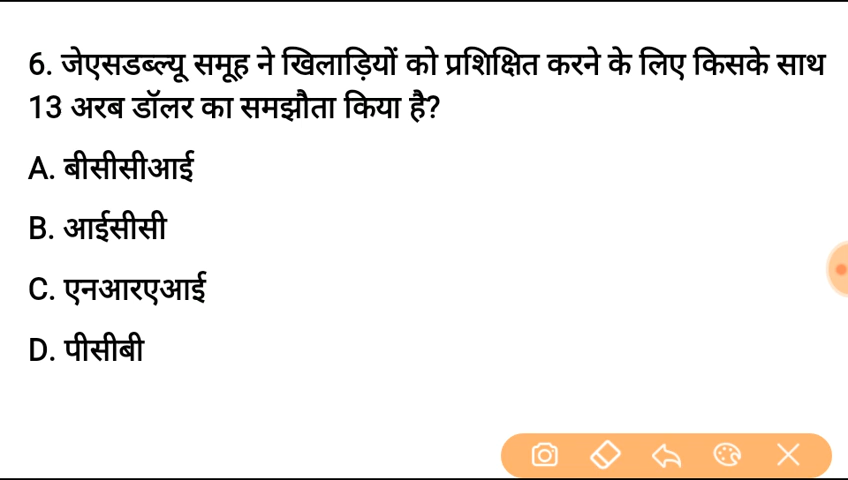 6. जेएसडब्ल्यू समूह ने खिलाड़ियों को प्रशिक्षित करने के लिए किसके साथ
13 अरब डॉलर का समझौता किया है?
A. बीसीसीआई
B. आईसीसी
C. एनआरएआई
D. पीसीबी